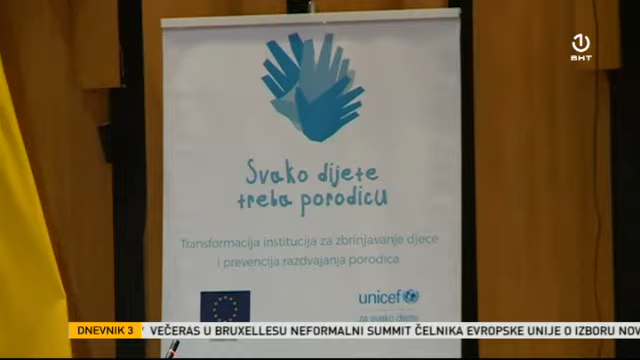 1
BHT
Svako dijete
treba porodicu
Transformacija institucija za zbrinjavanje djece
i prevencija razdvajanja porodica
unicef
za svako dijete
DNEVNIK 3
VEČERAS U BRUXELLESU NEFORMALNI SUMMIT ČELNIKA EVROPSKE UNIJE O IZBORU NOV